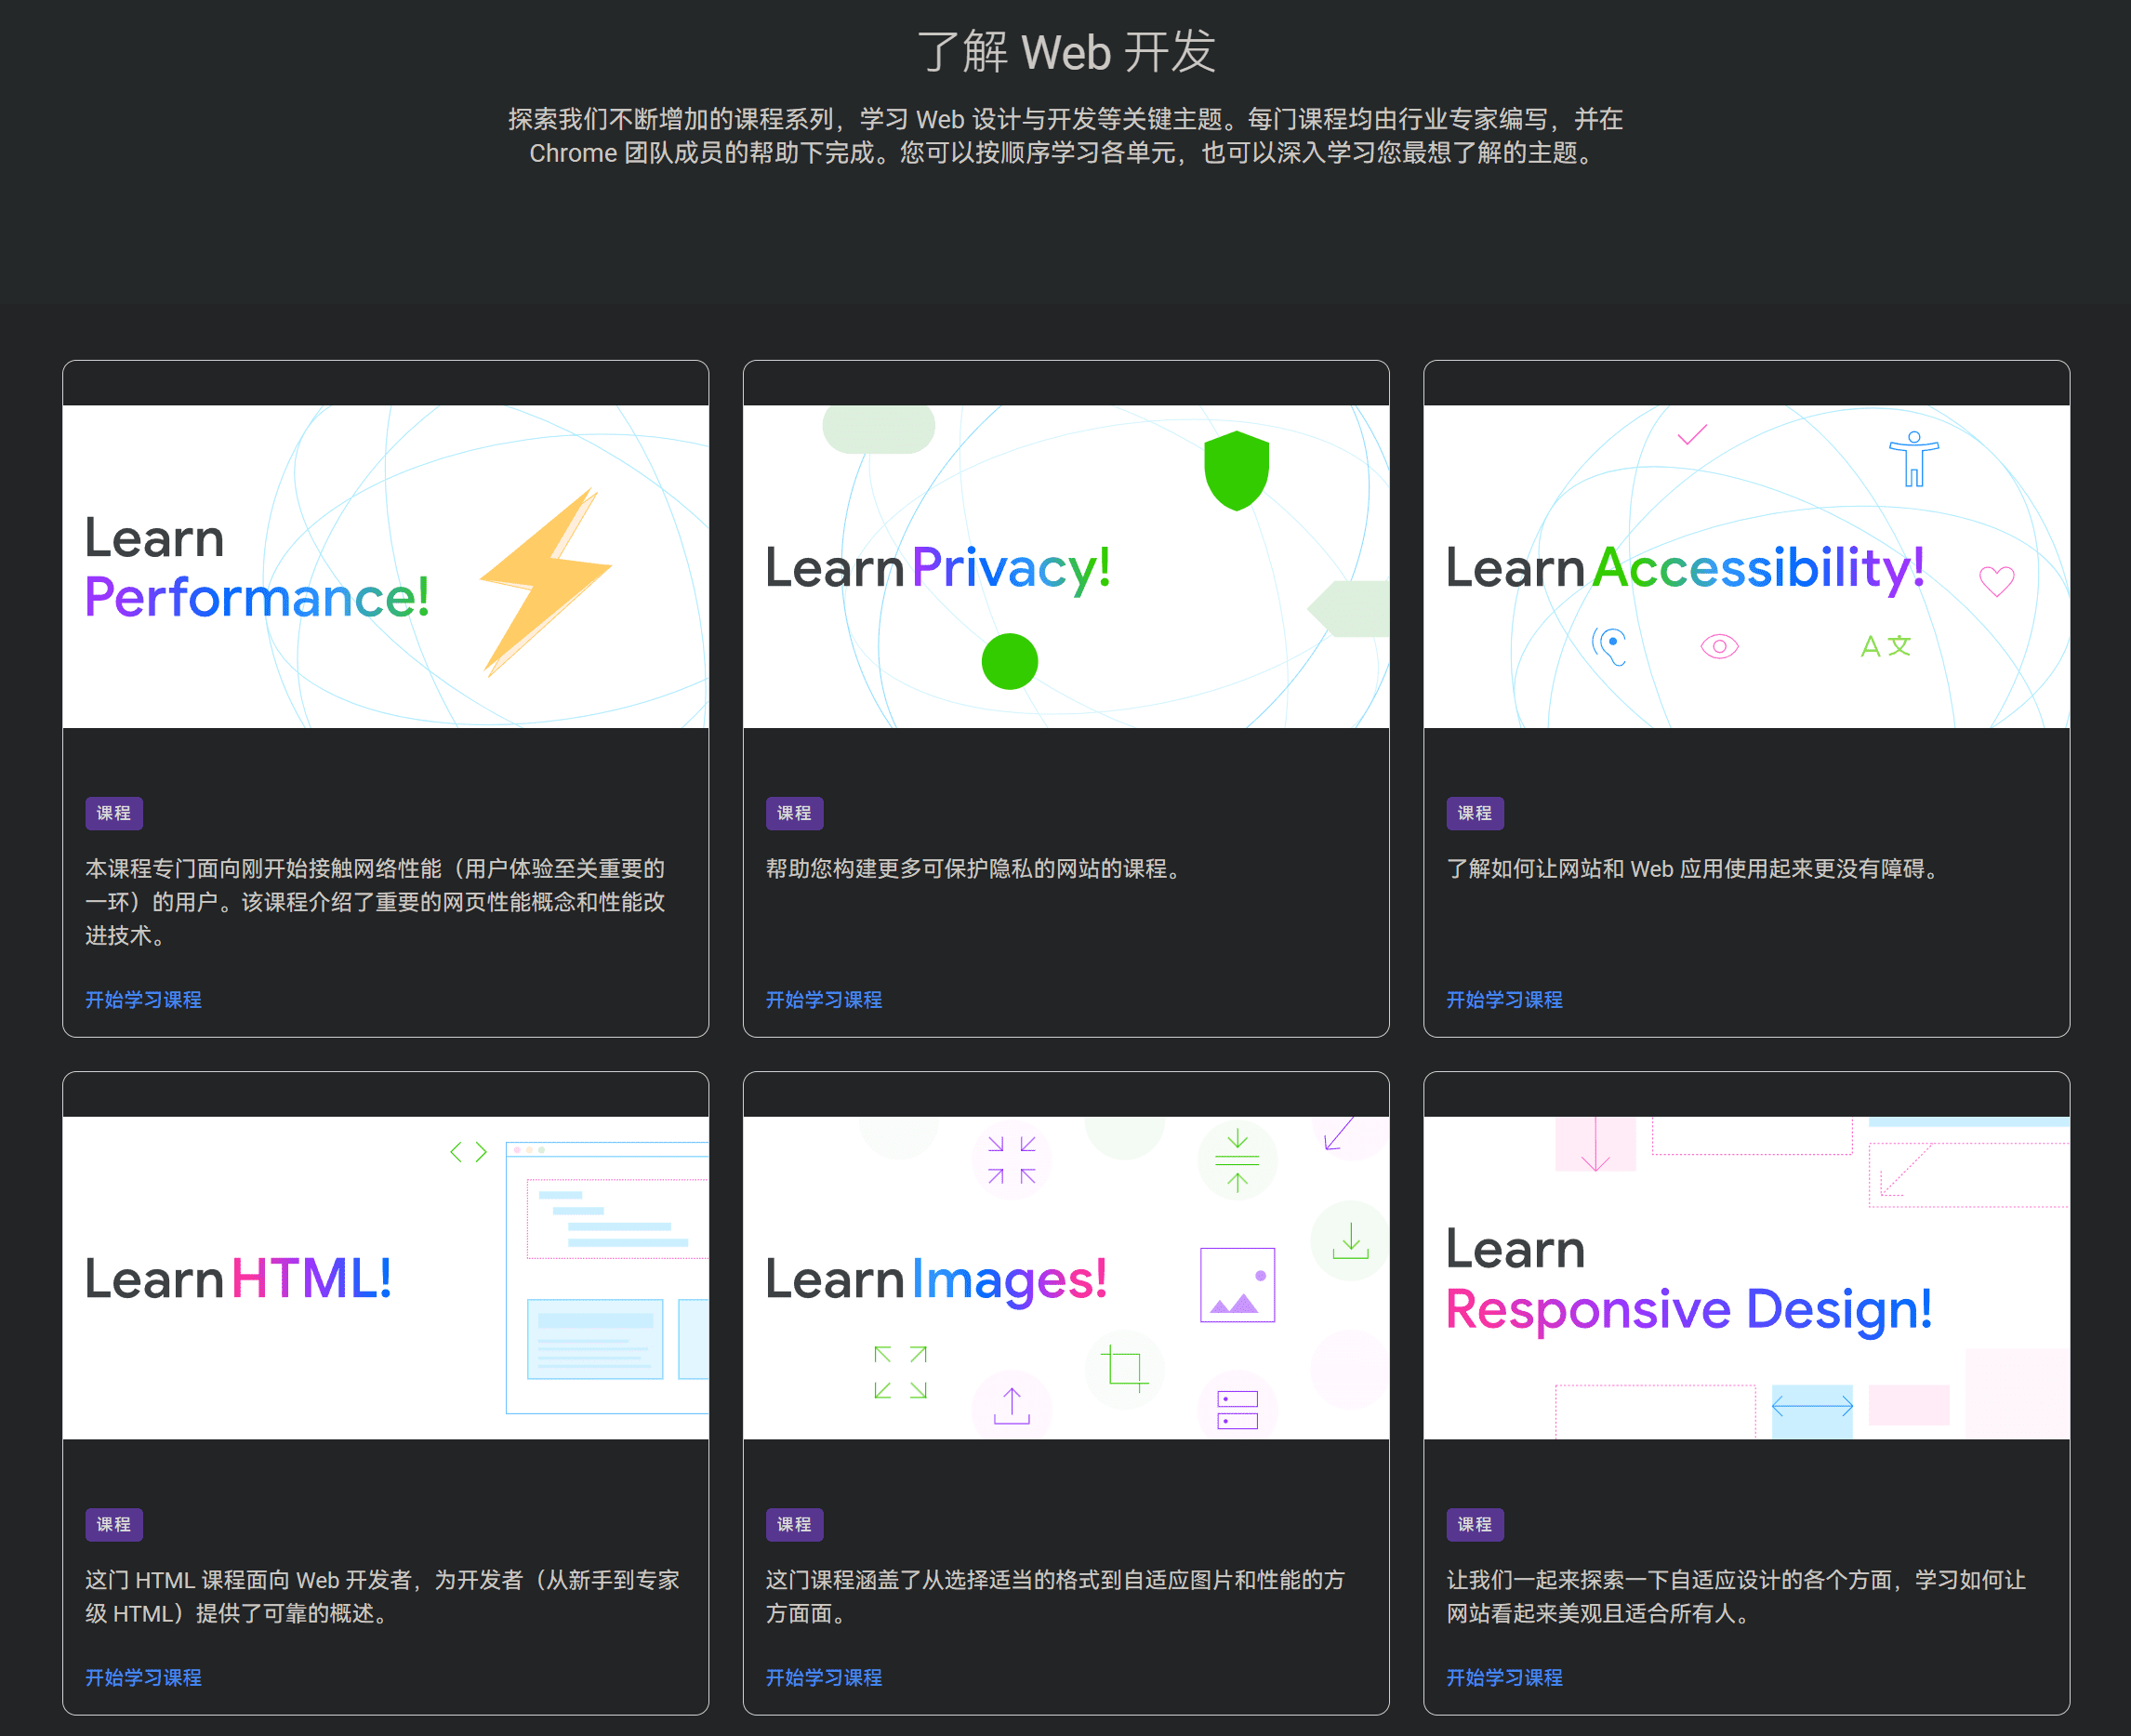 了解 Web 开发
探索我们不断增加的课程系列，学习 Web 设计与开发等关键主题。每门课程均由行业专家编写，并在
Chrome 团队成员的帮助下完成。您可以按顺序学习各单元，也可以深入学习您最想了解的主题。
Learn
Performance!
课程
本课程专门面向刚开始接触网络性能（用户体验至关重要的
一环）的用户。该课程介绍了重要的网页性能概念和性能改
进技术。
开始学习课程
Learn Privacy!
课程
帮助您构建更多可保护隐私的网站的课程。
开始学习课程
Learn Accessibility!
A 文
课程
了解如何让网站和 Web 应用使用起来更没有障碍。
开始学习课程
Learn HTML!
课程
这门 HTML 课程面向 Web 开发者，为开发者（从新手到专家
级 HTML）提供了可靠的概述。
开始学习课程
Learn Images!
课程
这门课程涵盖了从选择适当的格式到自适应图片和性能的方
方面面。
开始学习课程
Learn
Responsive Design!
课程
让我们一起来探索一下自适应设计的各个方面，学习如何让
网站看起来美观且适合所有人。
开始学习课程